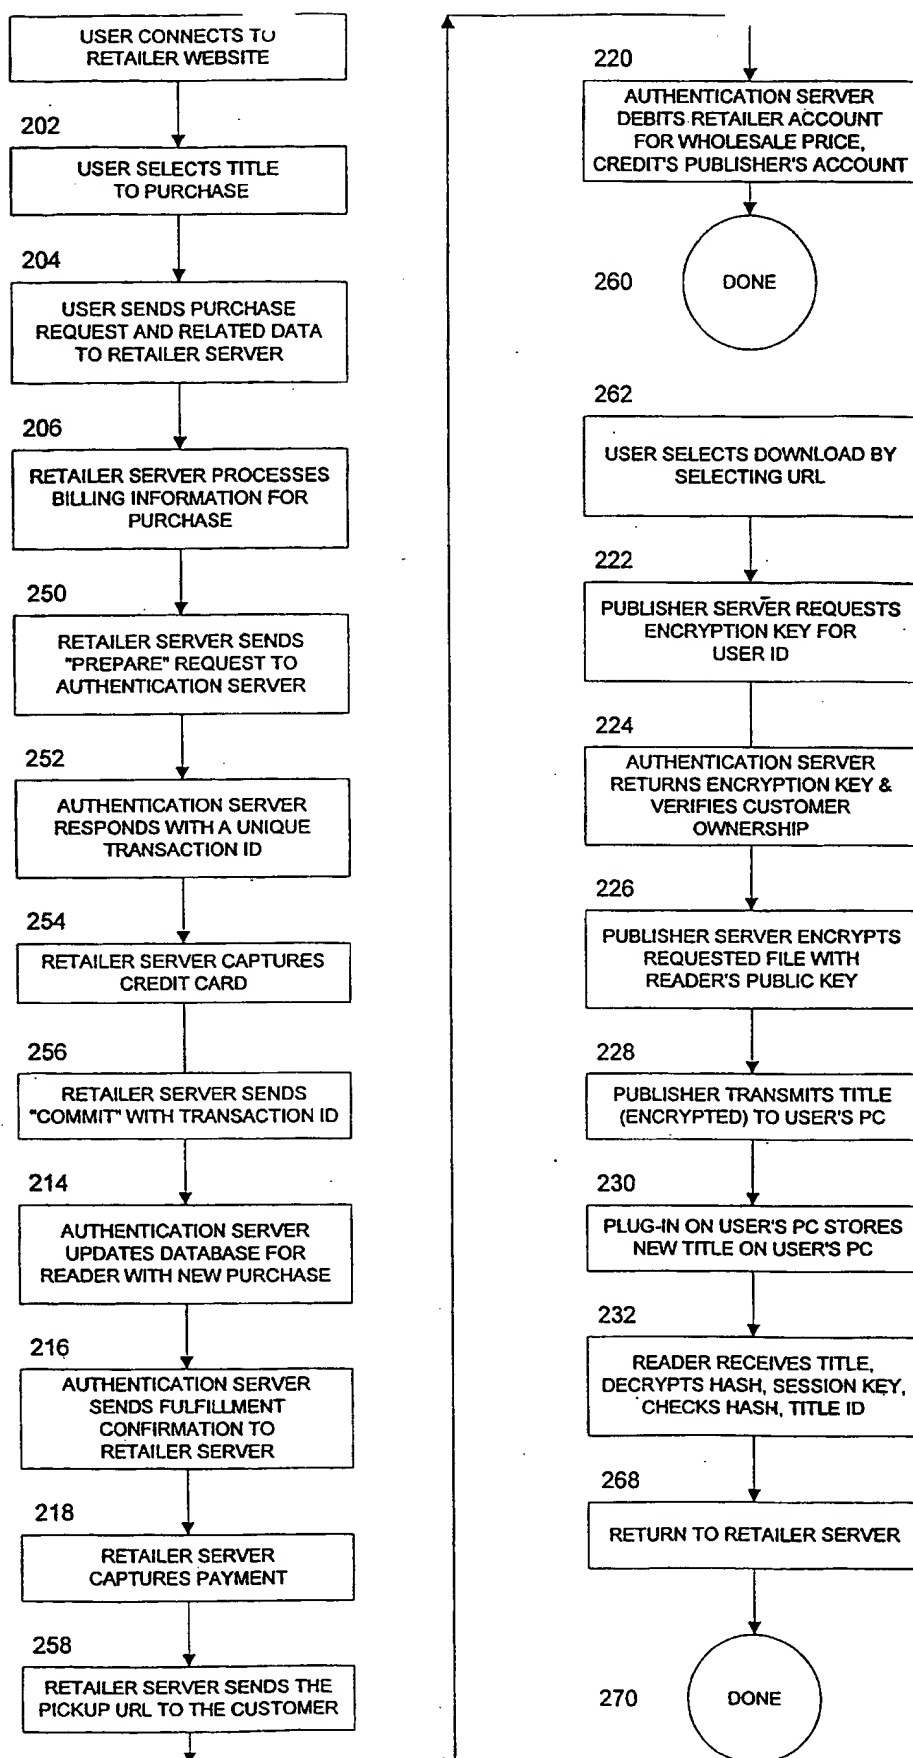 USER CONNECTS TO
RETAILER WEBSITE
202
USER SELECTS TITLE
TO PURCHASE
204
USER SENDS PURCHASE
REQUEST AND RELATED DATA
TO RETAILER SERVER
206
RETAILER SERVER PROCESSES
BILLING INFORMATION FOR
PURCHASE
250
RETAILER SERVER SENDS
"PREPARE" REQUEST TO
AUTHENTICATION SERVER
252
AUTHENTICATION SERVER
RESPONDS WITH A UNIQUE
TRANSACTION ID
254
RETAILER SERVER CAPTURES
CREDIT CARD
256
RETAILER SERVER SENDS
"COMMIT" WITH TRANSACTION ID
214
AUTHENTICATION SERVER
UPDATES DATABASE FOR
READER WITH NEW PURCHASE
216
AUTHENTICATION SERVER
SENDS FULFILLMENT
CONFIRMATION TO
RETAILER SERVER
218
RETAILER SERVER
CAPTURES PAYMENT
258
RETAILER SERVER SENDS THE
PICKUP URL TO THE CUSTOMER
220
AUTHENTICATION SERVER
DEBITS RETAILER ACCOUNT
FOR WHOLESALE PRICE,
CREDIT'S PUBLISHER'S ACCOUNT
260
DONE
262
USER SELECTS DOWNLOAD BY
SELECTING URL
222
PUBLISHER SERVER REQUESTS
ENCRYPTION KEY FOR
USER ID
224
AUTHENTICATION SERVER
RETURNS ENCRYPTION KEY &
VERIFIES CUSTOMER
OWNERSHIP
226
PUBLISHER SERVER ENCRYPTS
REQUESTED FILE WITH
READER'S PUBLIC KEY
228
PUBLISHER TRANSMITS TITLE
(ENCRYPTED) TO USER'S PC
230
PLUG-IN ON USER'S PC STORES
NEW TITLE ON USER'S PC
232
READER RECEIVES TITLE,
DECRYPTS HASH, SESSION KEY,
CHECKS HASH, TITLE ID
268
RETURN TO RETAILER SERVER
270
DONE